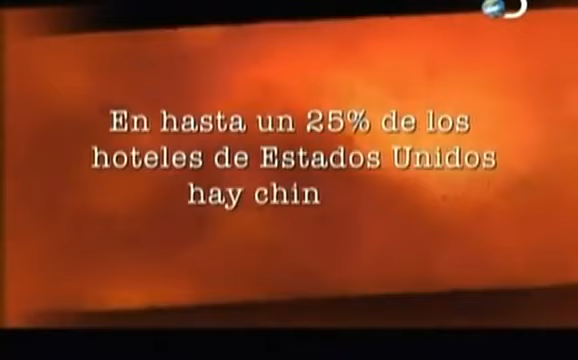 En hasta un 25% de los
hoteles de Estados Unidos
hay chin